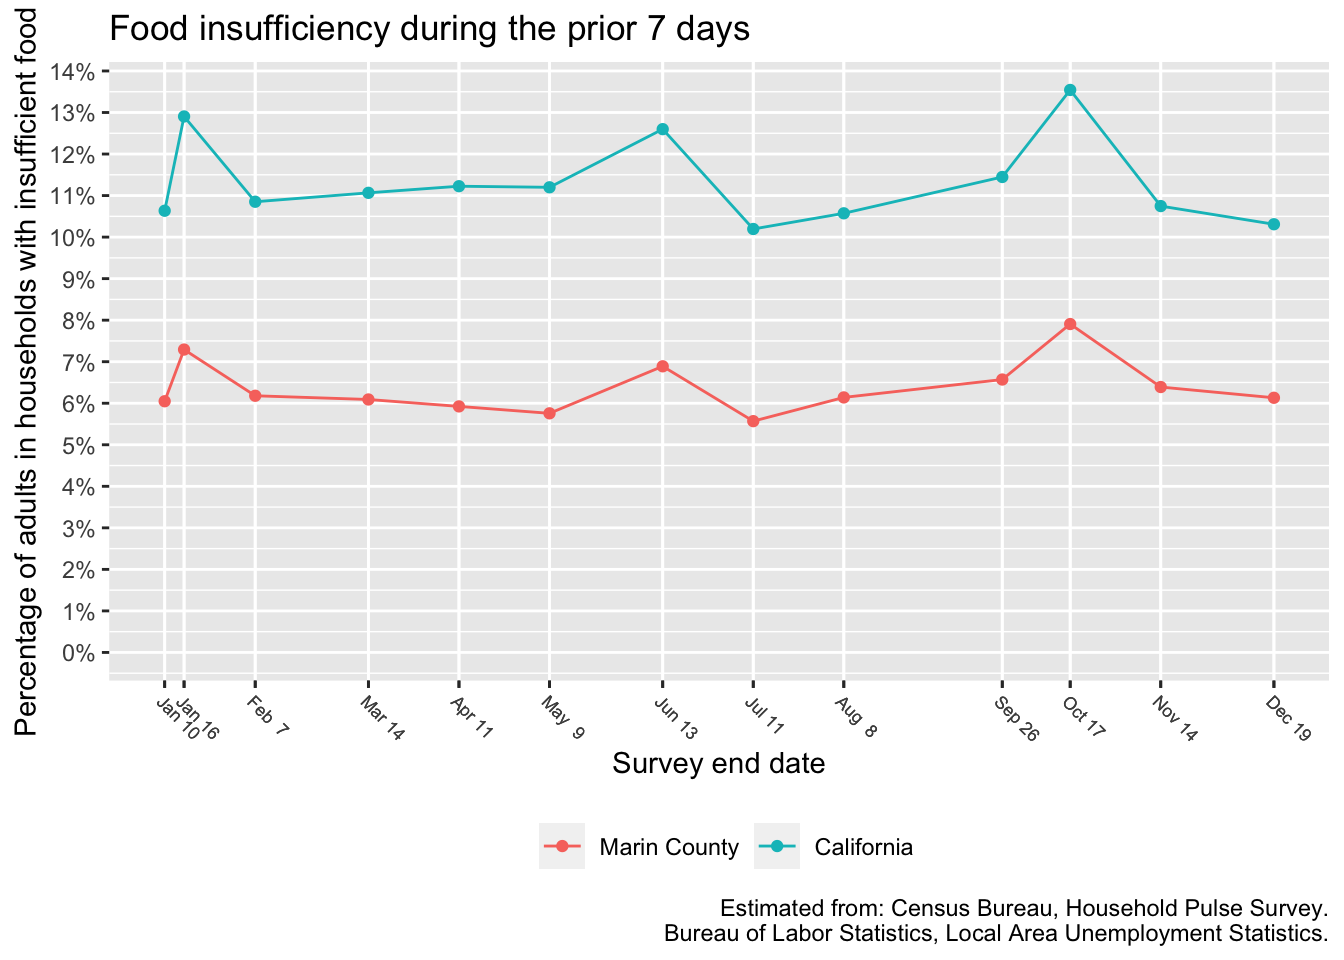 Food insufficiency during the prior 7 days
Percentage of adults in households with insufficient food
14%
13%
12%
11%
10%
9%
8%
7%
6%
5%
4%
3%
2%
1%
0%
Jan 10
Jan 16
Feb 7
Mar 14
Apr 11
May 9
Jun 13
Jul 11
Aug 8
Sep 26
Oct 17
Nov 14
Dec 19
Survey end date
Marin County
California
Estimated from: Census Bureau, Household Pulse Survey.
Bureau of Labor Statistics, Local Area Unemployment Statistics.